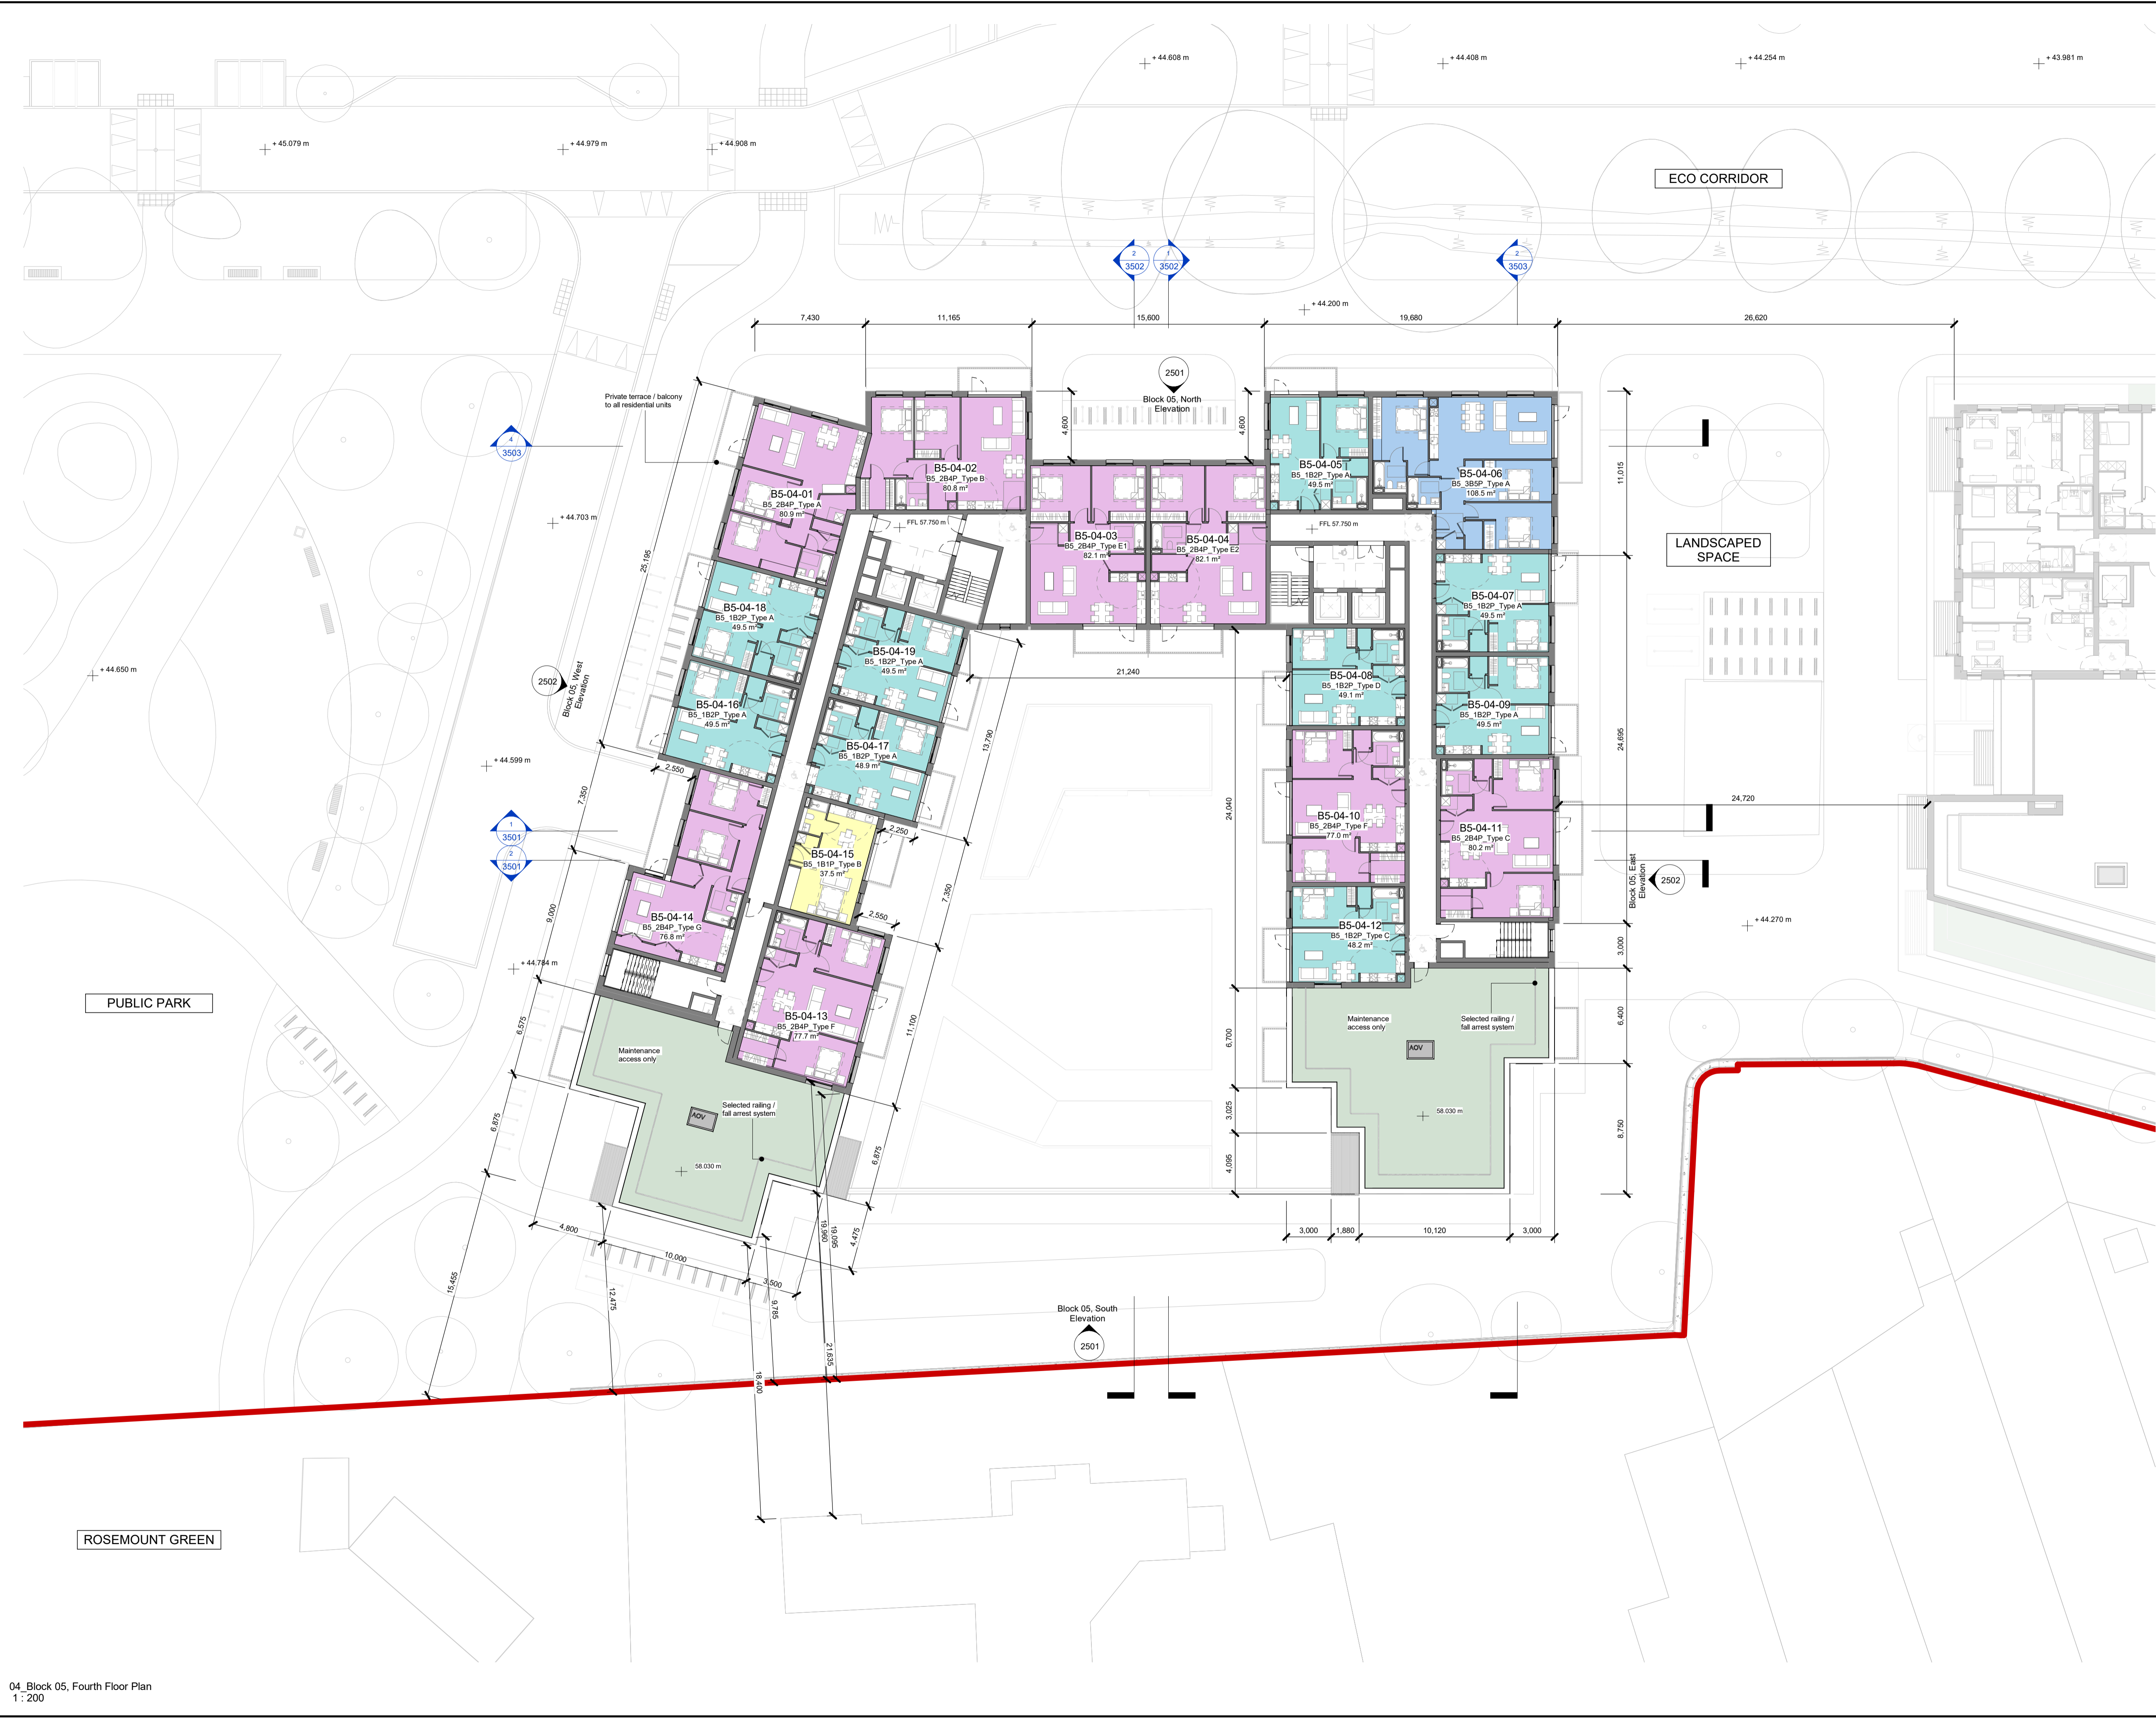 + 44.608 m
+ 44.408 m
+ 44.254 m
+ 43.981 m
+ 45.079 m
+ 44.979 m
+ 44.908 m
ECO CORRIDOR
2
3502
1
3502
2
3503
+ 44.200 m
7,430
11,165
15,600
19,680
26,620
2501
Block 05, North
Elevation
Private terrace / balcony
to all residential units
4,600
4,600
4
3503
B5-04-01
B5_2B4P_Type A
80.9 m²
B5-04-02
B5_2B4P_Type B
80.8 m²
B5-04-03
B5_2B4P_Type E1
82.1 m²
B5-04-04
B5_2B4P_Type E2
82.1 m²
B5-04-05
B5_1B2P_Type A
49.5 m²
B5-04-06
B5_3B5P_Type A
108.5 m²
11,015
FFL 57.750 m
FFL 57.750 m
+ 44.703 m
LANDSCAPED
SPACE
25,195
B5-04-18
B5_1B2P_Type A
49.5 m²
B5-04-19
B5_1B2P_Type A
49.5 m²
B5-04-07
B5_1B2P_Type A
49.5 m²
+ 44.650 m
2502
Block 05, West
Elevation
21,240
B5-04-08
B5_1B2P_Type D
49.1 m²
B5-04-16
B5_1B2P_Type A
49.5 m²
B5-04-09
B5_1B2P_Type A
49.5 m²
B5-04-17
B5_1B2P_Type A
48.9 m²
13,790
24,695
+ 44.599 m
2,550
7,350
24,720
24,040
B5-04-10
B5_2B4P_Type F
77.0 m²
B5-04-11
B5_2B4P_Type C
80.2 m²
1
3501
2
3501
2,250
B5-04-15
B5_1B1P_Type B
37.5 m²
Block 05, East
Elevation
2502
7,350
9,000
2,550
B5-04-14
B5_2B4P_Type G
76.8 m²
B5-04-12
B5_1B2P_Type C
48.2 m²
+ 44.270 m
3,000
+ 44.784 m
PUBLIC PARK
B5-04-13
B5_2B4P_Type F
77.7 m²
6,575
11,100
Maintenance
access only
Maintenance
access only
Selected railing /
fall arrest system
6,400
6,700
AOV
Selected railing /
fall arrest system
AOV
58.030 m
3,025
8,750
6,875
6,875
4,095
58.030 m
4,800
10,000
3,500
19,960
19,095
4,475
3,000
1,880
10,120
3,000
15,455
12,475
9,785
21,635
18,400
Block 05, South
Elevation
2501
ROSEMOUNT GREEN
04_Block 05, Fourth Floor Plan
1 : 200